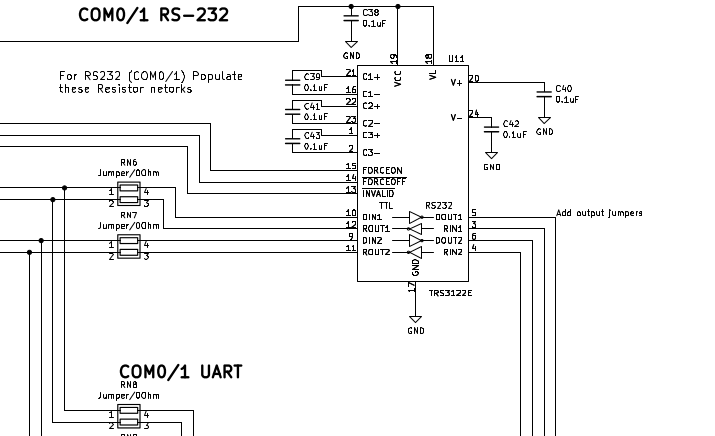 COM0/1 RS-232
C38
0.1uF
GND
19
18
U11
For RS232 (COM0/1) Populate
these Resistor netorks
C39
0.1uF
21
C1+
VCC
VL
V+
20
C40
0.1uF
GND
16
C1-
C41
0.1uF
22
C2+
23
C2-
V-
24
C42
0.1uF
GND
C43
0.1uF
1
C3+
2
C3-
15
FORCEON
14
FORCEOFF
13
INVALID
TTL
RS232
RN6
Jumper/0Ohm
1
4
2
3
RN7
Jumper/0Ohm
1
4
2
3
10
DIN1
DOUT1
5
Add output jumpers
12
ROUT1
RIN1
3
9
DIN2
DOUT2
6
11
ROUT2
RIN2
4
GND
17
TRS3122E
GND
COM0/1 UART
RN8
Jumper/0Ohm
1
4
2
3